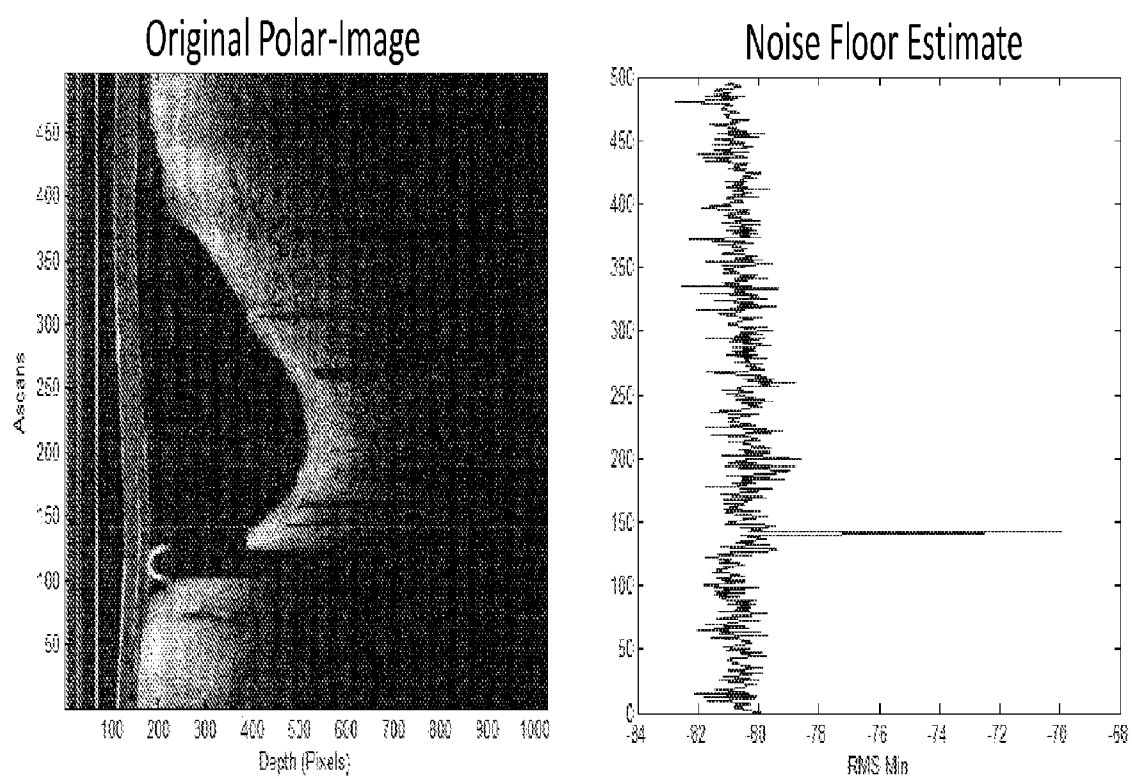 Original Polar-Image
450
400
350
300
250
200
150
100
50
Ascans
100 200 300 400 500 600 700 800 900 1000
Depth (Pixels)
Noise Floor Estimate
500
450
400
350
300
250
200
150
100
50
0
-84 -82 -80 -78 -76 -74 -72 -70 -68
RMS Min